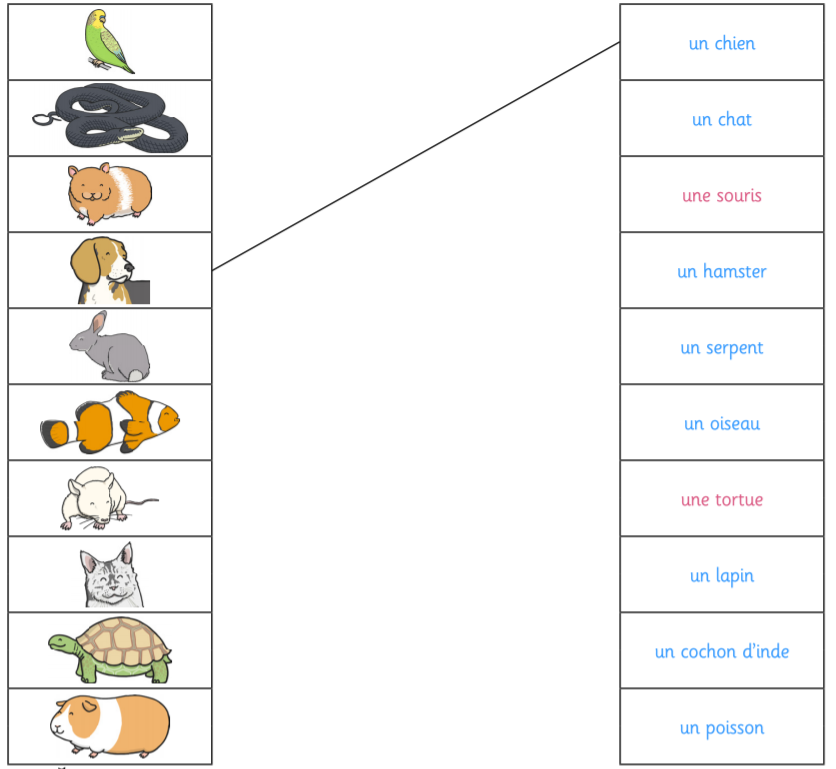 un chien
un chat
une souris
un hamster
un serpent
un oiseau
une tortue
un lapin
un cochon d'inde
un poisson